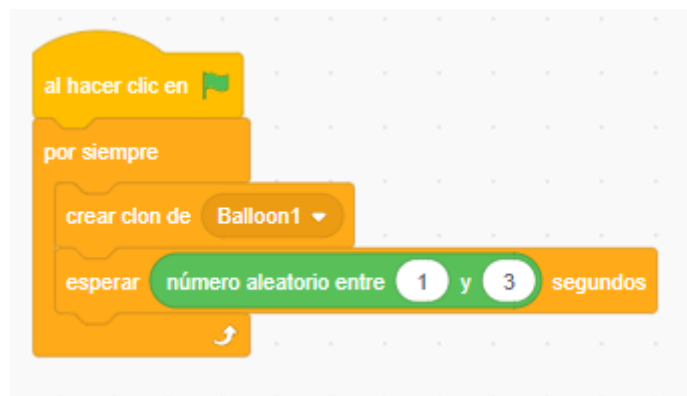 al hacer clic en
por siempre
crear clon de Balloon1
esperar número aleatorio entre 1 y 3 segundos